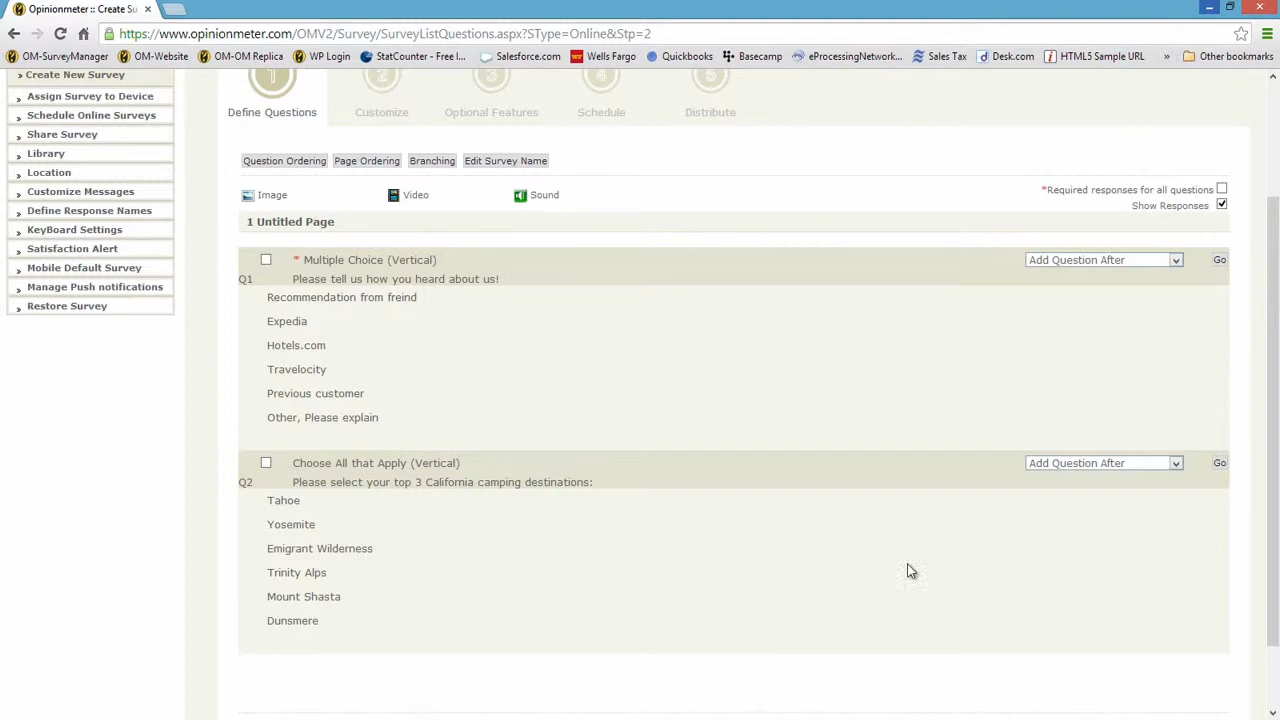 Opinionmeter :: Create Su
https://www.opinionmeter.com/OMV2/Survey/SurveyListQuestions.aspx?SType=Online&Stp=2
OM-SurveyManager OM-Website OM-OM Replica WP Login StatCounter - Free I... Salesforce.com Wells Fargo Quickbooks Basecamp eProcessingNetwork... Sales Tax Desk.com HTML5 Sample URL » Other bookmarks
Create New Survey
Assign Survey to Device
Schedule Online Surveys
Share Survey
Library
Location
Customize Messages
Define Response Names
KeyBoard Settings
Satisfaction Alert
Mobile Default Survey
Manage Push notifications
Restore Survey
1 2 3 4 5
Define Questions Customize Optional Features Schedule Distribute
Question Ordering Page Ordering Branching Edit Survey Name
Image Video Sound
*Required responses for all questions
Show Responses
1 Untitled Page
* Multiple Choice (Vertical) Add Question After Go
Q1 Please tell us how you heard about us!
Recommendation from freind
Expedia
Hotels.com
Travelocity
Previous customer
Other, Please explain
Choose All that Apply (Vertical) Add Question After Go
Q2 Please select your top 3 California camping destinations:
Tahoe
Yosemite
Emigrant Wilderness
Trinity Alps
Mount Shasta
Dunsmere